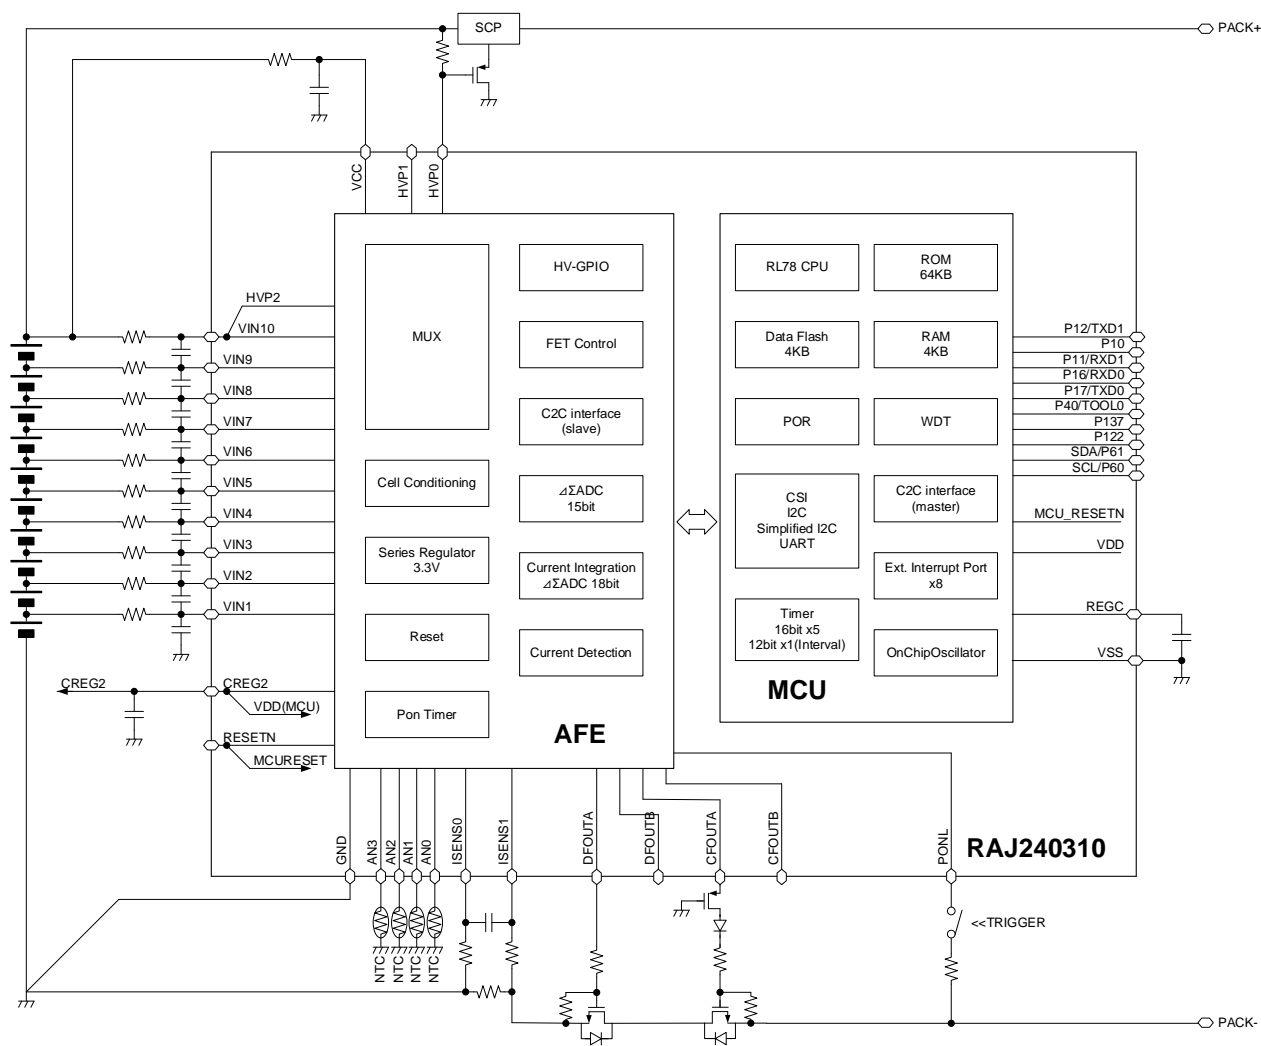 SCP
PACK+
VCC
HVP1
HVP0
MUX
HV-GPIO
RL78 CPU
ROM
64KB
HVP2
VIN10
FET Control
Data Flash
4KB
RAM
4KB
P12/TXD1
P10
P11/RXD1
P16/RXD0
P17/TXD0
P40/TOOL0
P137
P122
SDA/P61
SCL/P60
VIN9
VIN8
VIN7
VIN6
VIN5
VIN4
VIN3
VIN2
VIN1
C2C interface
(slave)
POR
WDT
Cell Conditioning
⊿ΣADC
15bit
CSI
I2C
Simplified I2C
UART
C2C interface
(master)
MCU_RESETN
VDD
Series Regulator
3.3V
Current Integration
⊿ΣADC 18bit
Ext. Interrupt Port
x8
Reset
Current Detection
Timer
16bit x5
12bit x1(Interval)
OnChipOscillator
REGC
VSS
MCU
CREG2
CREG2
VDD(MCU)
Pon Timer
AFE
RESETN
MCURESET
GND
AN3
AN2
AN1
AN0
ISENS0
ISENS1
DFOUTA
DFOUTB
CFOUTA
CFOUTB
PONL
RAJ240310
<<TRIGGER
NTC
NTC
NTC
NTC
PACK-